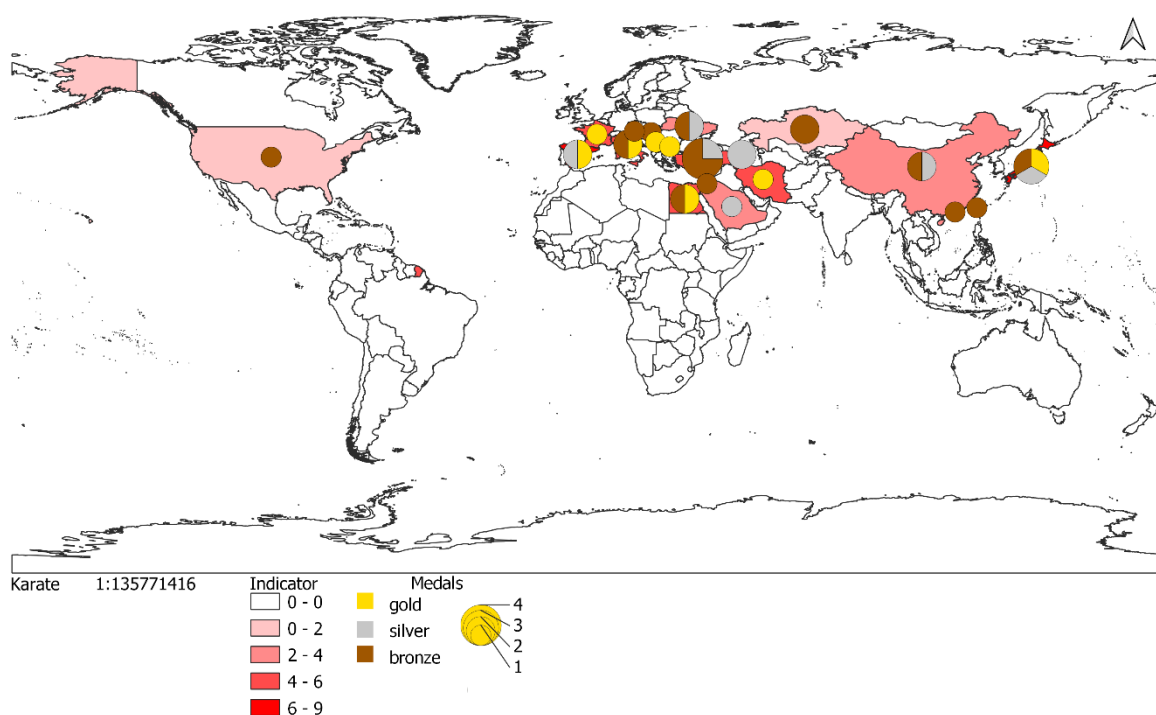 Karate 1:135771416
Indicator
0 - 0
0 - 2
2 - 4
4 - 6
6 - 9
Medals
gold
silver
bronze
4
3
2
1